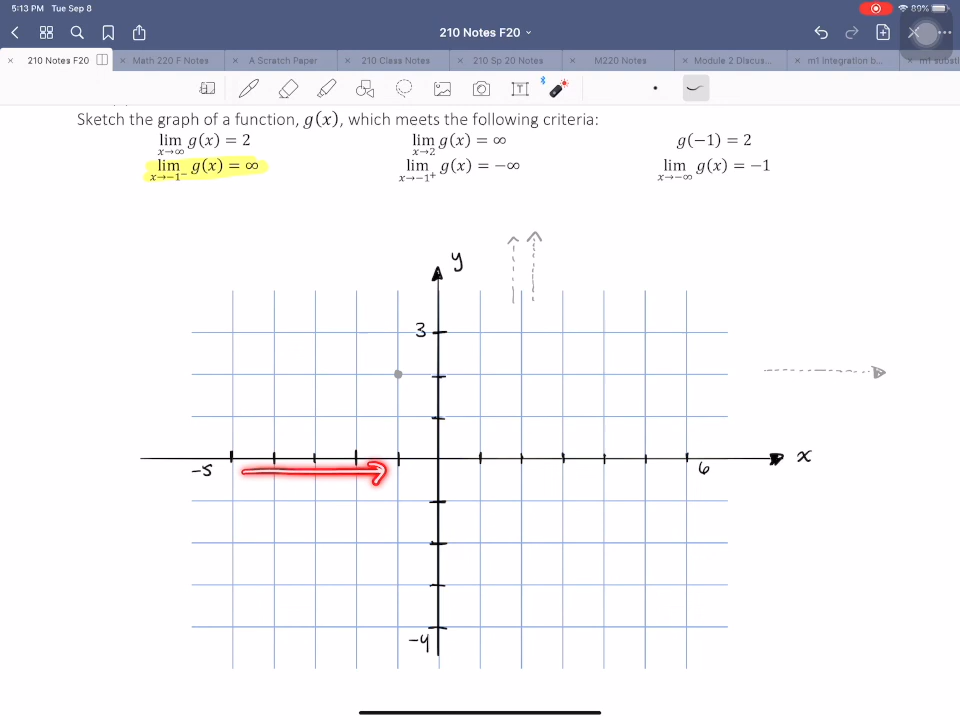 5:13 PM Tue Sep 8
89%
210 Notes F20
210 Notes F20
Math 220 F Notes
A Scratch Paper
210 Class Notes
210 Sp 20 Notes
M220 Notes
Module 2 Discus...
m1 integration b...
m1 substi
Sketch the graph of a function, g(x), which meets the following criteria:
lim x→∞ g(x) = 2
lim x→2 g(x) = ∞
g(−1) = 2
lim x→−1⁻ g(x) = ∞
lim x→−1⁺ g(x) = −∞
lim x→−∞ g(x) = −1
y
3
-5
6
x
-4